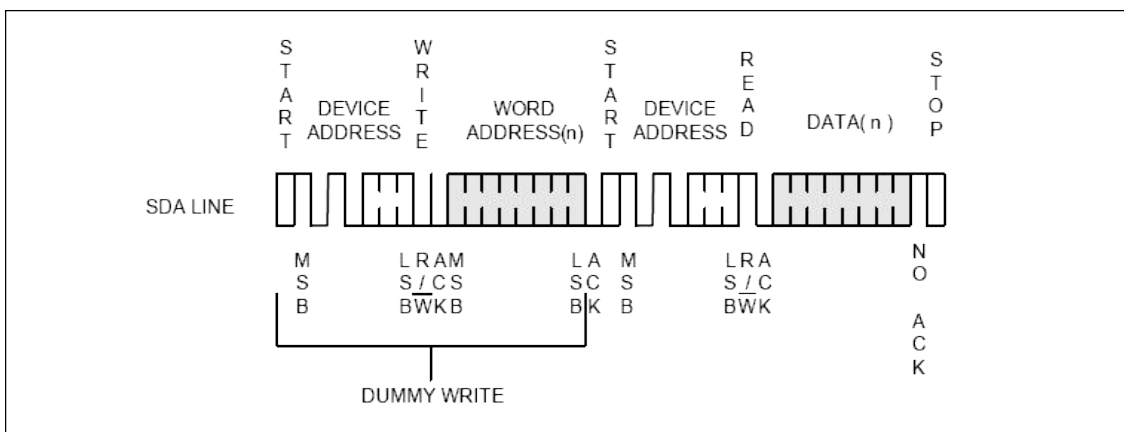 START
WRITE
START
READ
STOP
DEVICE
ADDRESS
WORD
ADDRESS(n)
DEVICE
ADDRESS
DATA( n )
SDA LINE
MSB
LSB
R/W
ACK
MSB
LSB
ACK
MSB
LSB
R/W
ACK
NO ACK
DUMMY WRITE